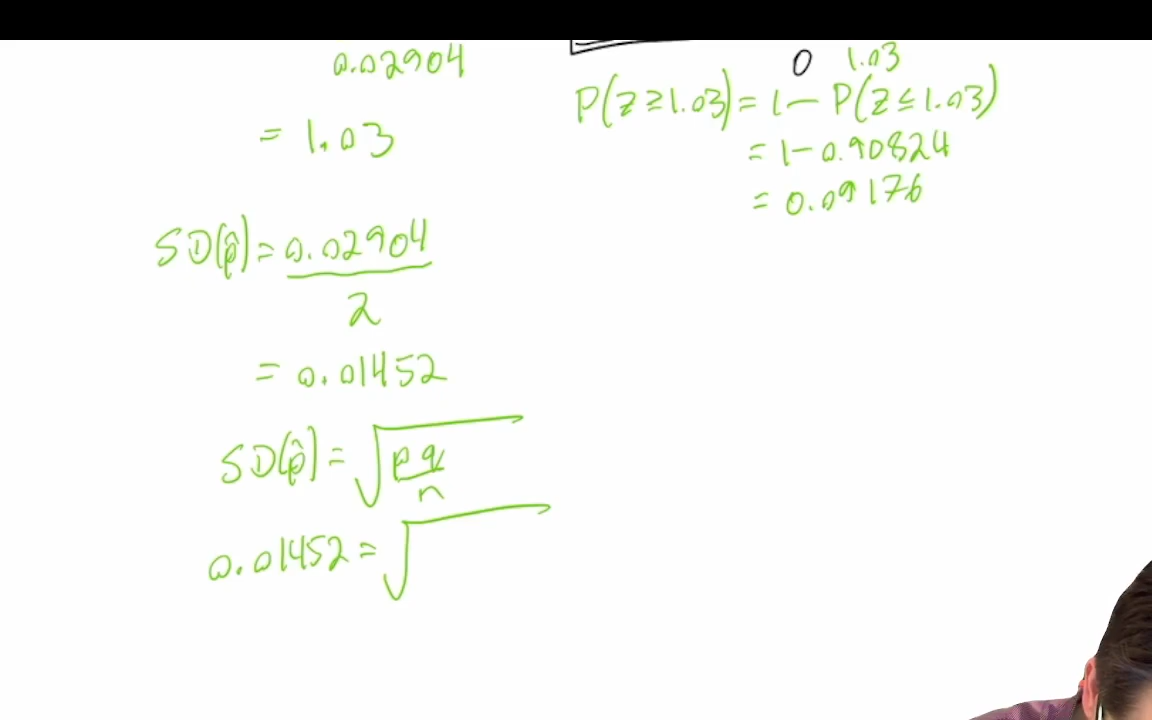 0.02904
= 1.03
SD(p̂) = 0.02904
2
= 0.01452
SD(p̂) = √ pq
n
0.01452 = √
0 1.03
P(z ≥ 1.03) = 1 - P(z ≤ 1.03)
= 1 - 0.90824
= 0.09176